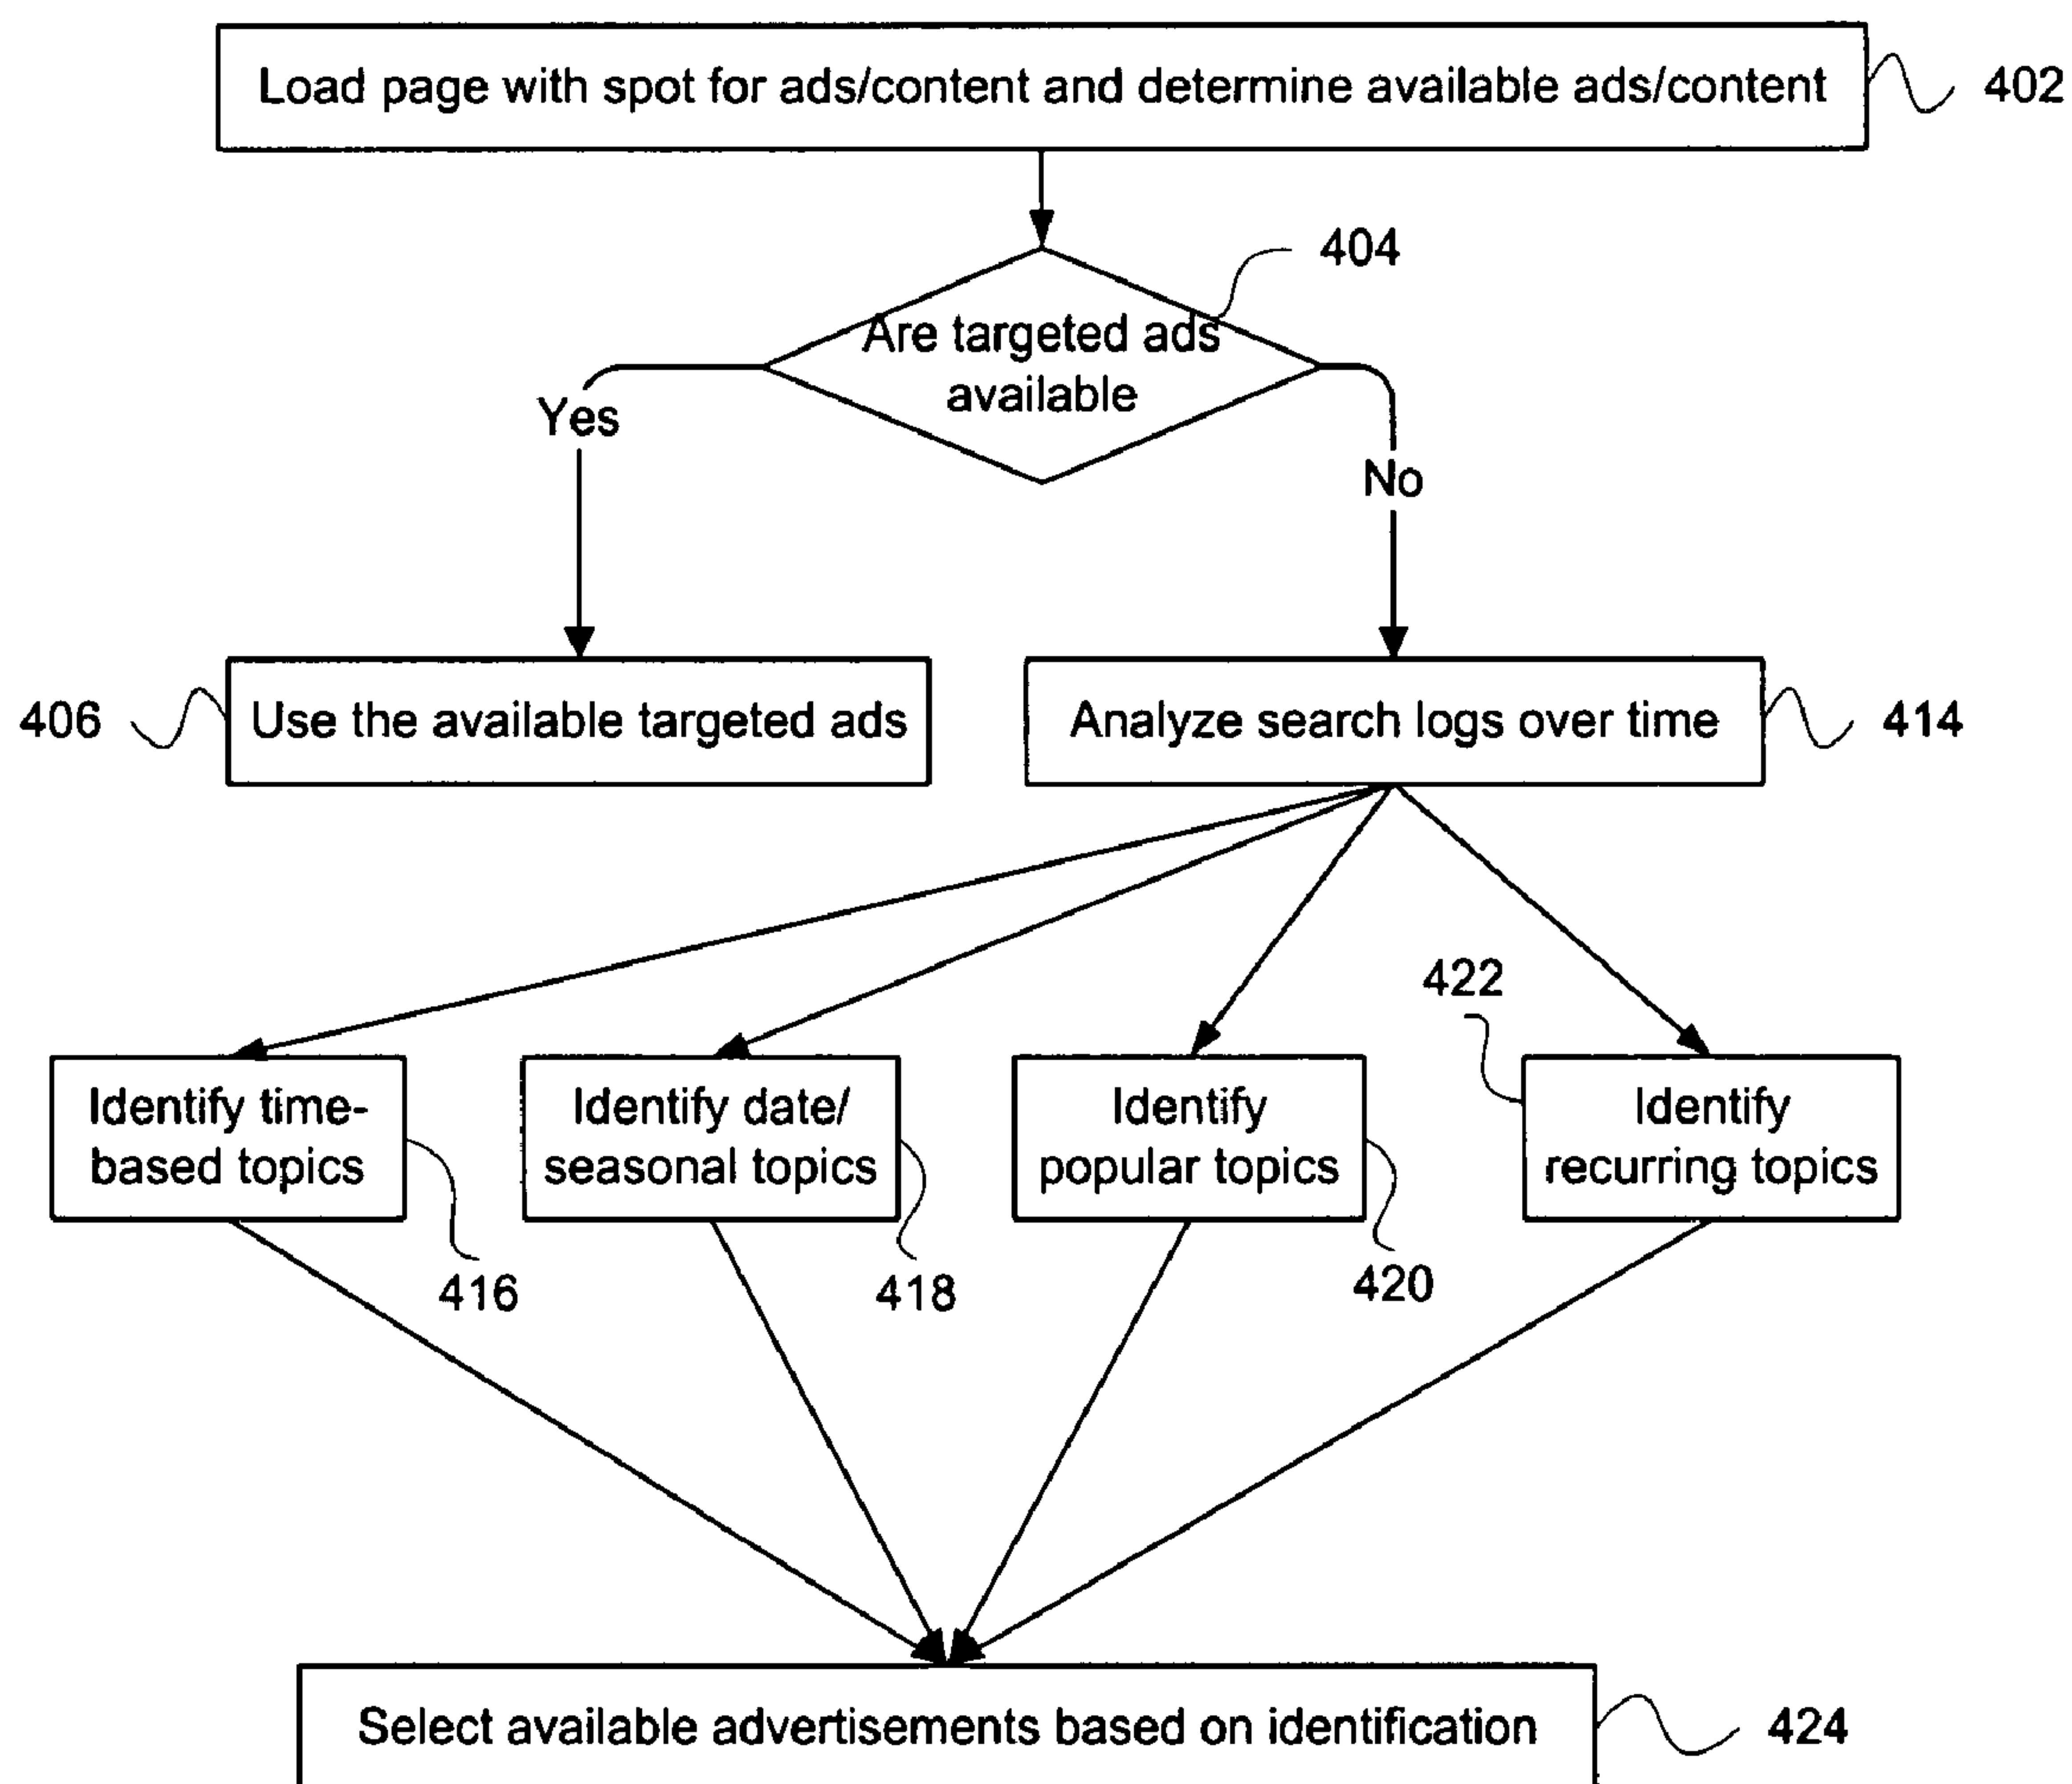 Load page with spot for ads/content and determine available ads/content
402
404
Are targeted ads
available
Yes
No
406
Use the available targeted ads
Analyze search logs over time
414
422
Identify time-
based topics
Identify date/
seasonal topics
Identify
popular topics
Identify
recurring topics
416
418
420
Select available advertisements based on identification
424